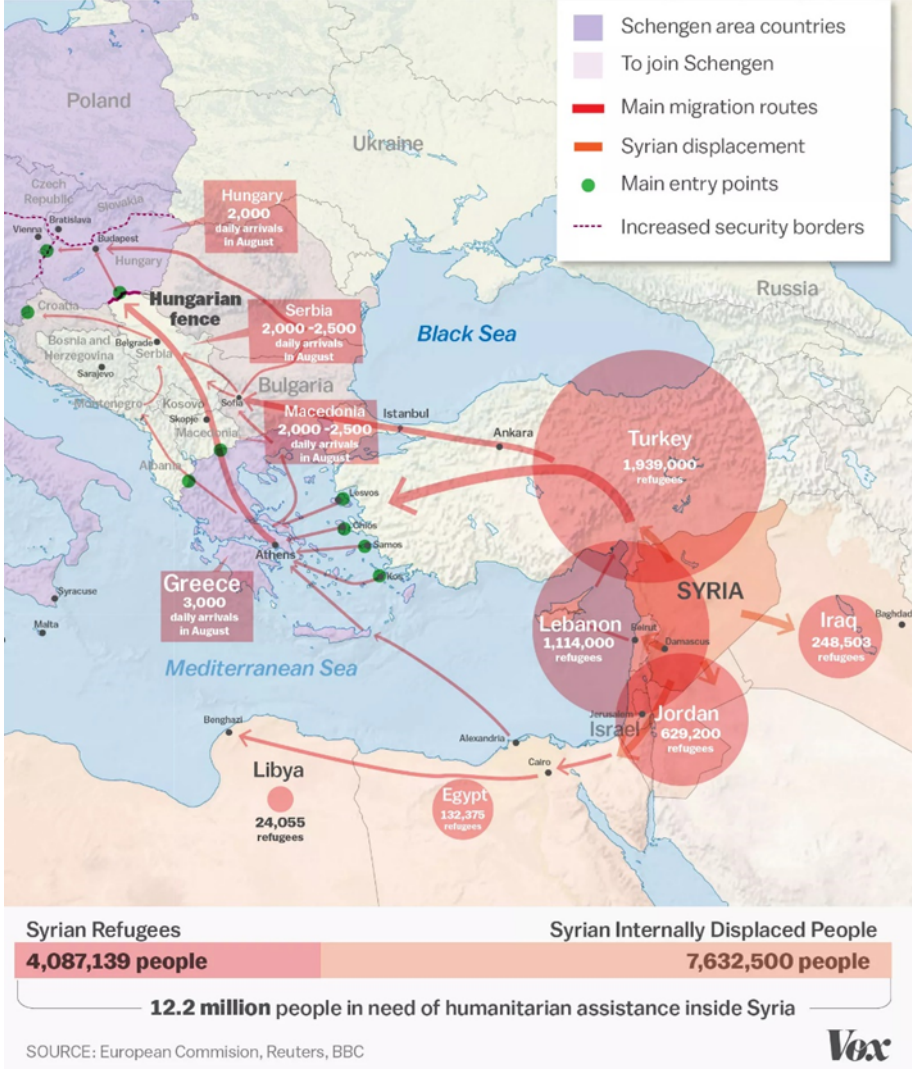 Schengen area countries
To join Schengen
Main migration routes
Syrian displacement
Main entry points
Increased security borders
Poland
Ukraine
Czech
Republic
Slovakia
Vienna
Bratislava
Budapest
Hungary
Hungary
2,000
daily arrivals
in August
Russia
Croatia
Hungarian
fence
Black Sea
Bosnia and
Herzegovina
Belgrade
Serbia
Sarajevo
Serbia
2,000 -2,500
daily arrivals
in August
Montenegro
Kosovo
Sofia
Bulgaria
Skopje
Macedonia
Macedonia
2,000 -2,500
daily arrivals
in August
Istanbul
Ankara
Turkey
1,939,000
refugees
Albania
Lesvos
Chios
Samos
Kos
Athens
Greece
3,000
daily arrivals
in August
Syracuse
Malta
SYRIA
Lebanon
1,114,000
refugees
Beirut
Damascus
Iraq
248,503
refugees
Baghdad
Mediterranean Sea
Jerusalem
Israel
Jordan
629,200
refugees
Benghazi
Alexandria
Cairo
Libya
24,055
refugees
Egypt
132,375
refugees
Syrian Refugees
4,087,139 people
Syrian Internally Displaced People
7,632,500 people
12.2 million people in need of humanitarian assistance inside Syria
SOURCE: European Commision, Reuters, BBC
Vox